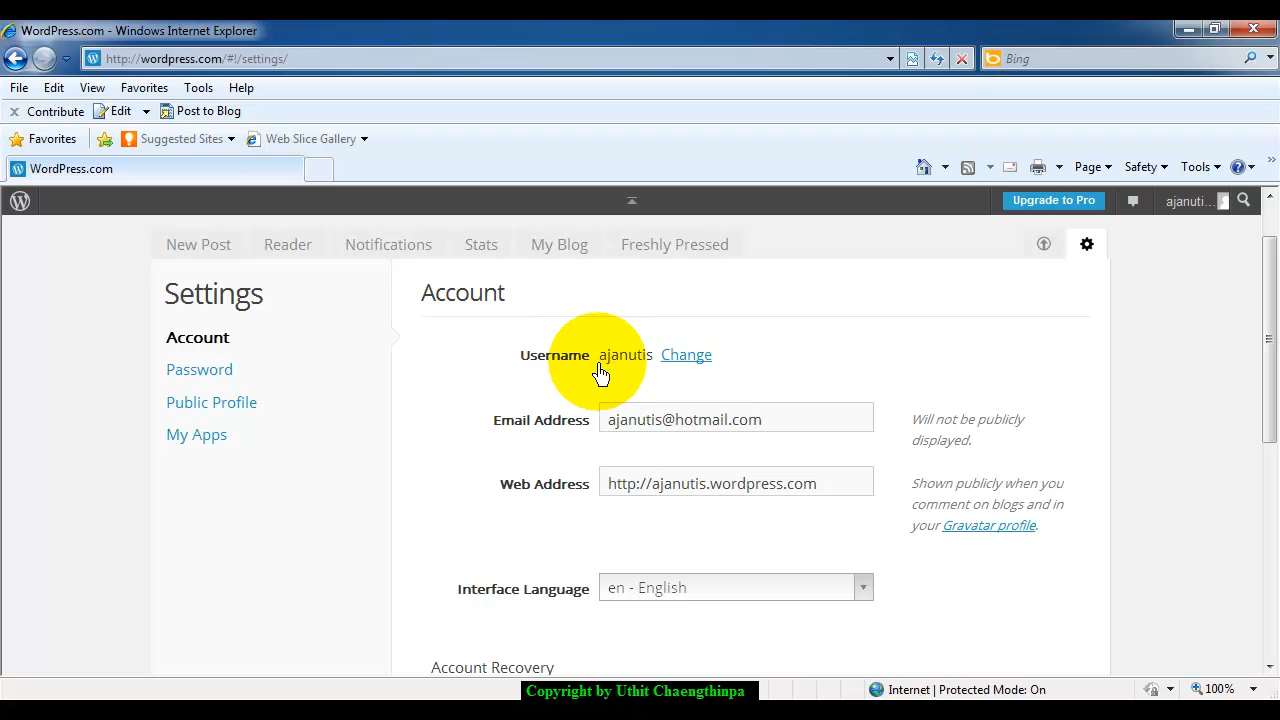 WordPress.com - Windows Internet Explorer
http://wordpress.com/#!/settings/
Bing
File Edit View Favorites Tools Help
Contribute Edit Post to Blog
Favorites Suggested Sites Web Slice Gallery
WordPress.com
Page Safety Tools
Upgrade to Pro ajanuti...
New Post Reader Notifications Stats My Blog Freshly Pressed
Settings
Account
Password
Public Profile
My Apps
Account
Username ajanutis Change
Email Address ajanutis@hotmail.com
Will not be publicly
displayed.
Web Address http://ajanutis.wordpress.com
Shown publicly when you
comment on blogs and in
your Gravatar profile.
Interface Language en - English
Account Recovery
Copyright by Uthit Chaengthinpa
Internet | Protected Mode: On
100%